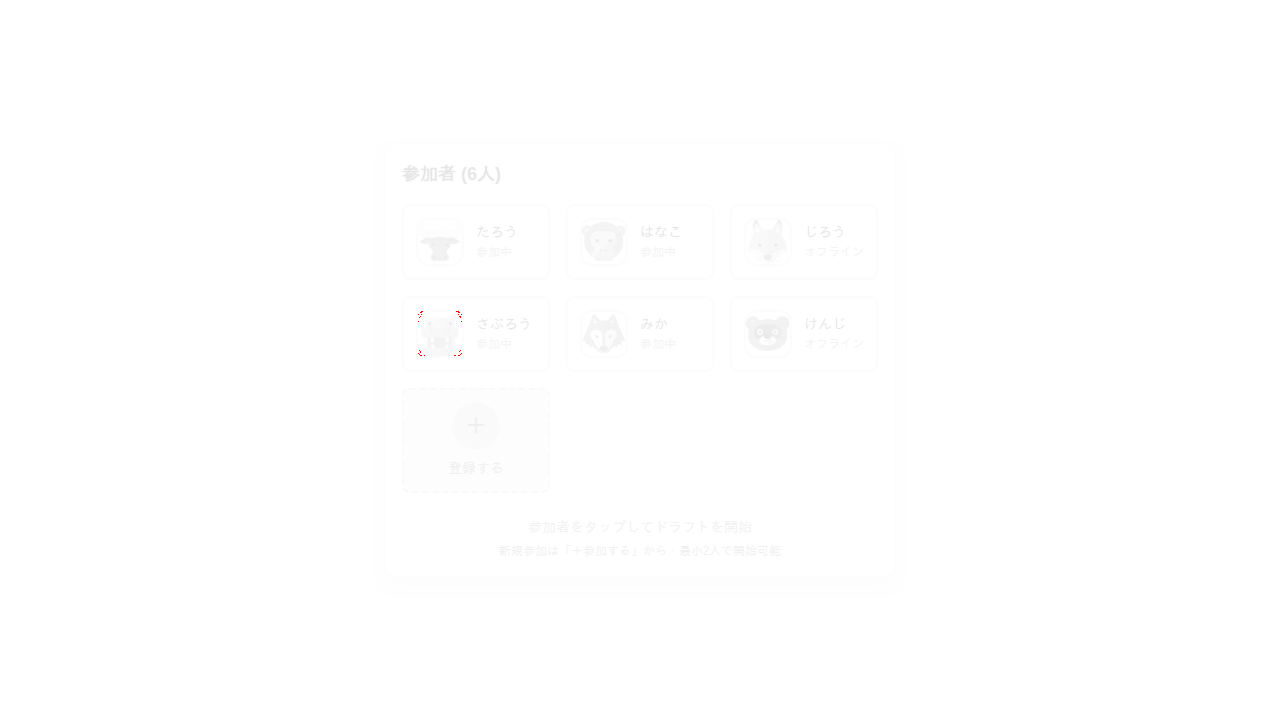 参加者 (6人)
たろう
参加中
はなこ
参加中
じろう
オフライン
さぶろう
参加中
みか
参加中
けんじ
オフライン
+
登録する
参加者をタップしてドラフトを開始
新規参加は「＋参加する」から・最小2人で開始可能